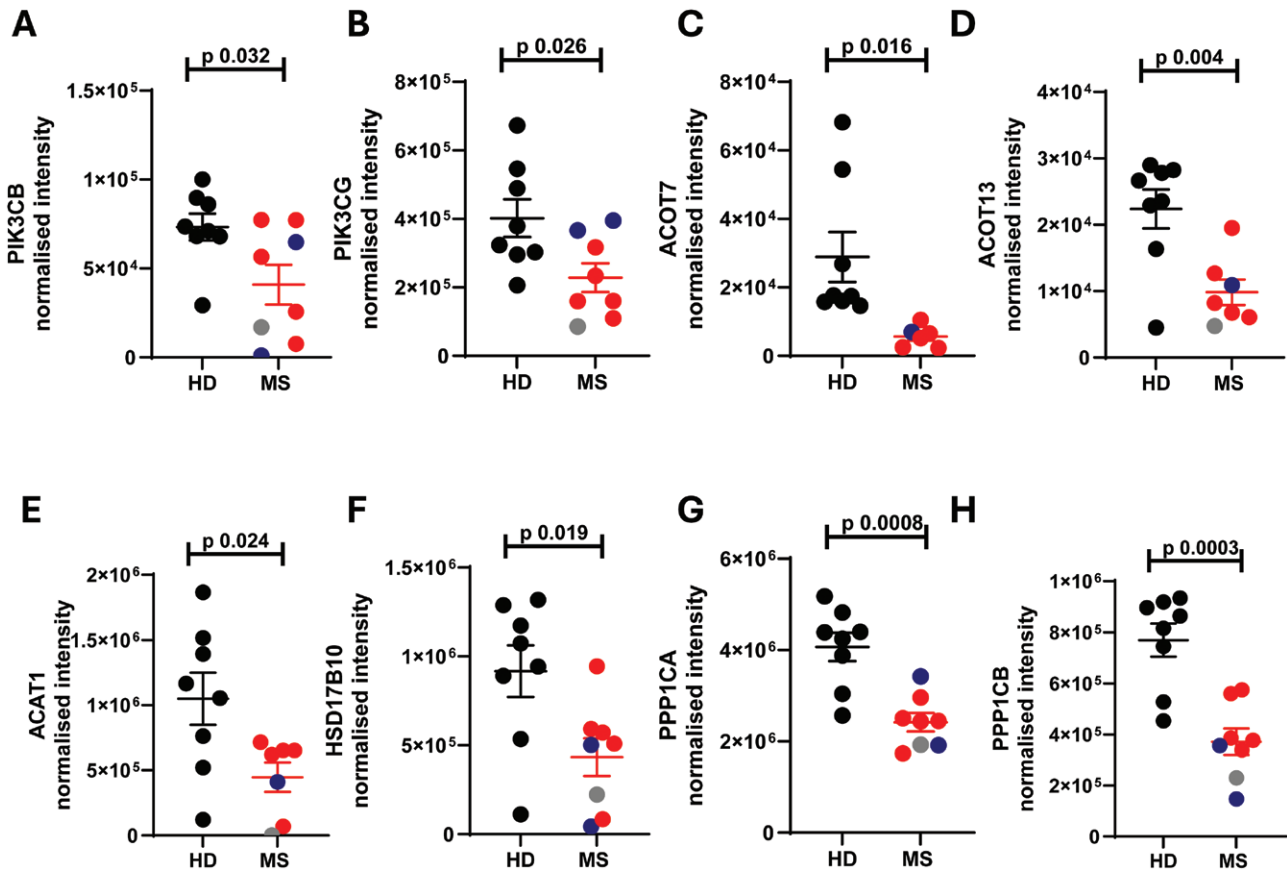 A
p 0.032
PIK3CB
normalised intensity
1.5×10⁵
1×10⁵
5×10⁴
0
HD MS
B
p 0.026
PIK3CG
normalised intensity
8×10⁵
6×10⁵
4×10⁵
2×10⁵
0
HD MS
C
p 0.016
ACOT7
normalised intensity
8×10⁴
6×10⁴
4×10⁴
2×10⁴
0
HD MS
D
p 0.004
ACOT13
normalised intensity
4×10⁴
3×10⁴
2×10⁴
1×10⁴
0
HD MS
E
p 0.024
ACAT1
normalised intensity
2×10⁶
1.5×10⁶
1×10⁶
5×10⁵
0
HD MS
F
p 0.019
HSD17B10
normalised intensity
1.5×10⁶
1×10⁶
5×10⁵
0
HD MS
G
p 0.0008
PPP1CA
normalised intensity
6×10⁶
4×10⁶
2×10⁶
0
HD MS
H
p 0.0003
PPP1CB
normalised intensity
1×10⁶
8×10⁵
6×10⁵
4×10⁵
2×10⁵
0
HD MS